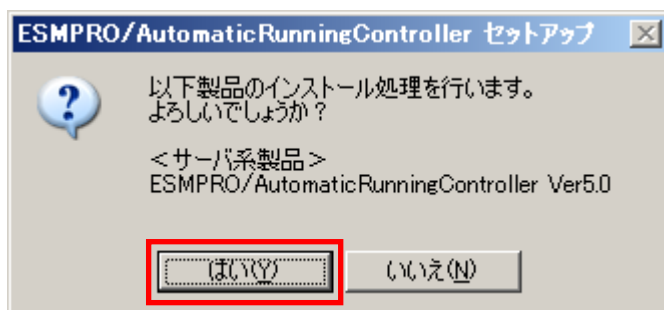 ESMPRO/AutomaticRunningController セットアップ
以下製品のインストール処理を行います。
よろしいでしょうか？
＜サーバ系製品＞
ESMPRO/AutomaticRunningController Ver5.0
はい(Y)
いいえ(N)